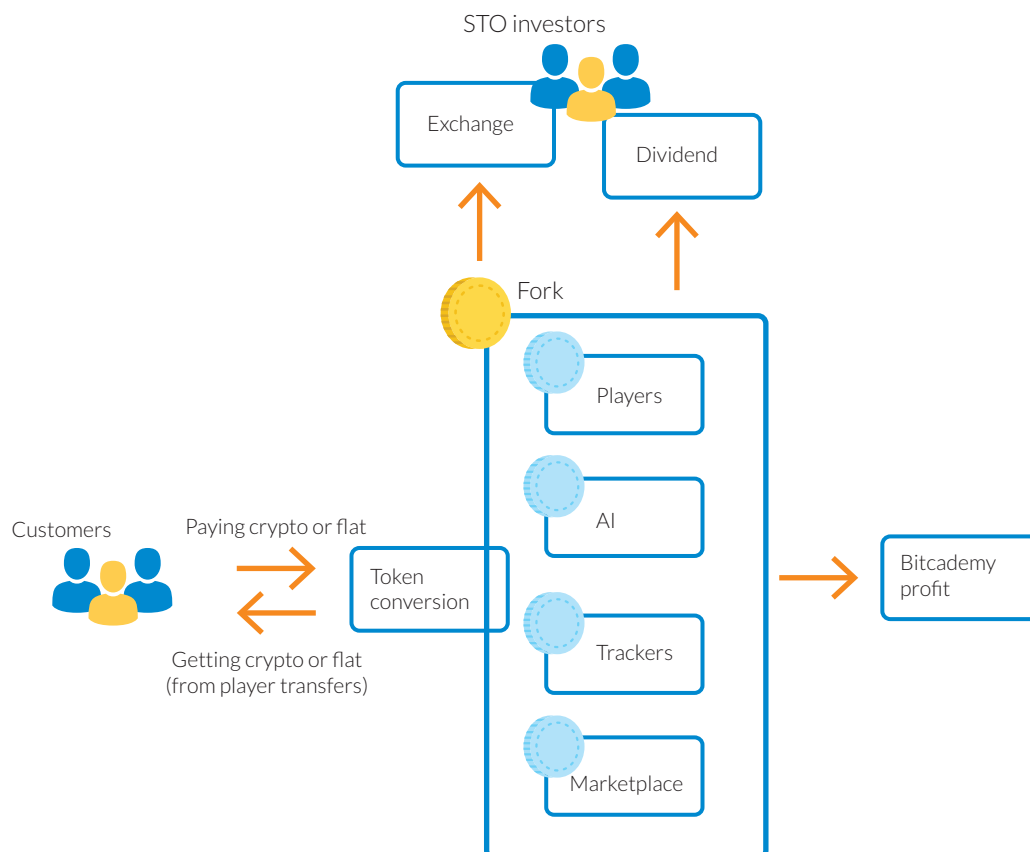 STO investors
Exchange
Dividend
Fork
Players
AI
Customers
Paying crypto or flat
Token
conversion
Getting crypto or flat
(from player transfers)
Trackers
Marketplace
Bitcademy
profit